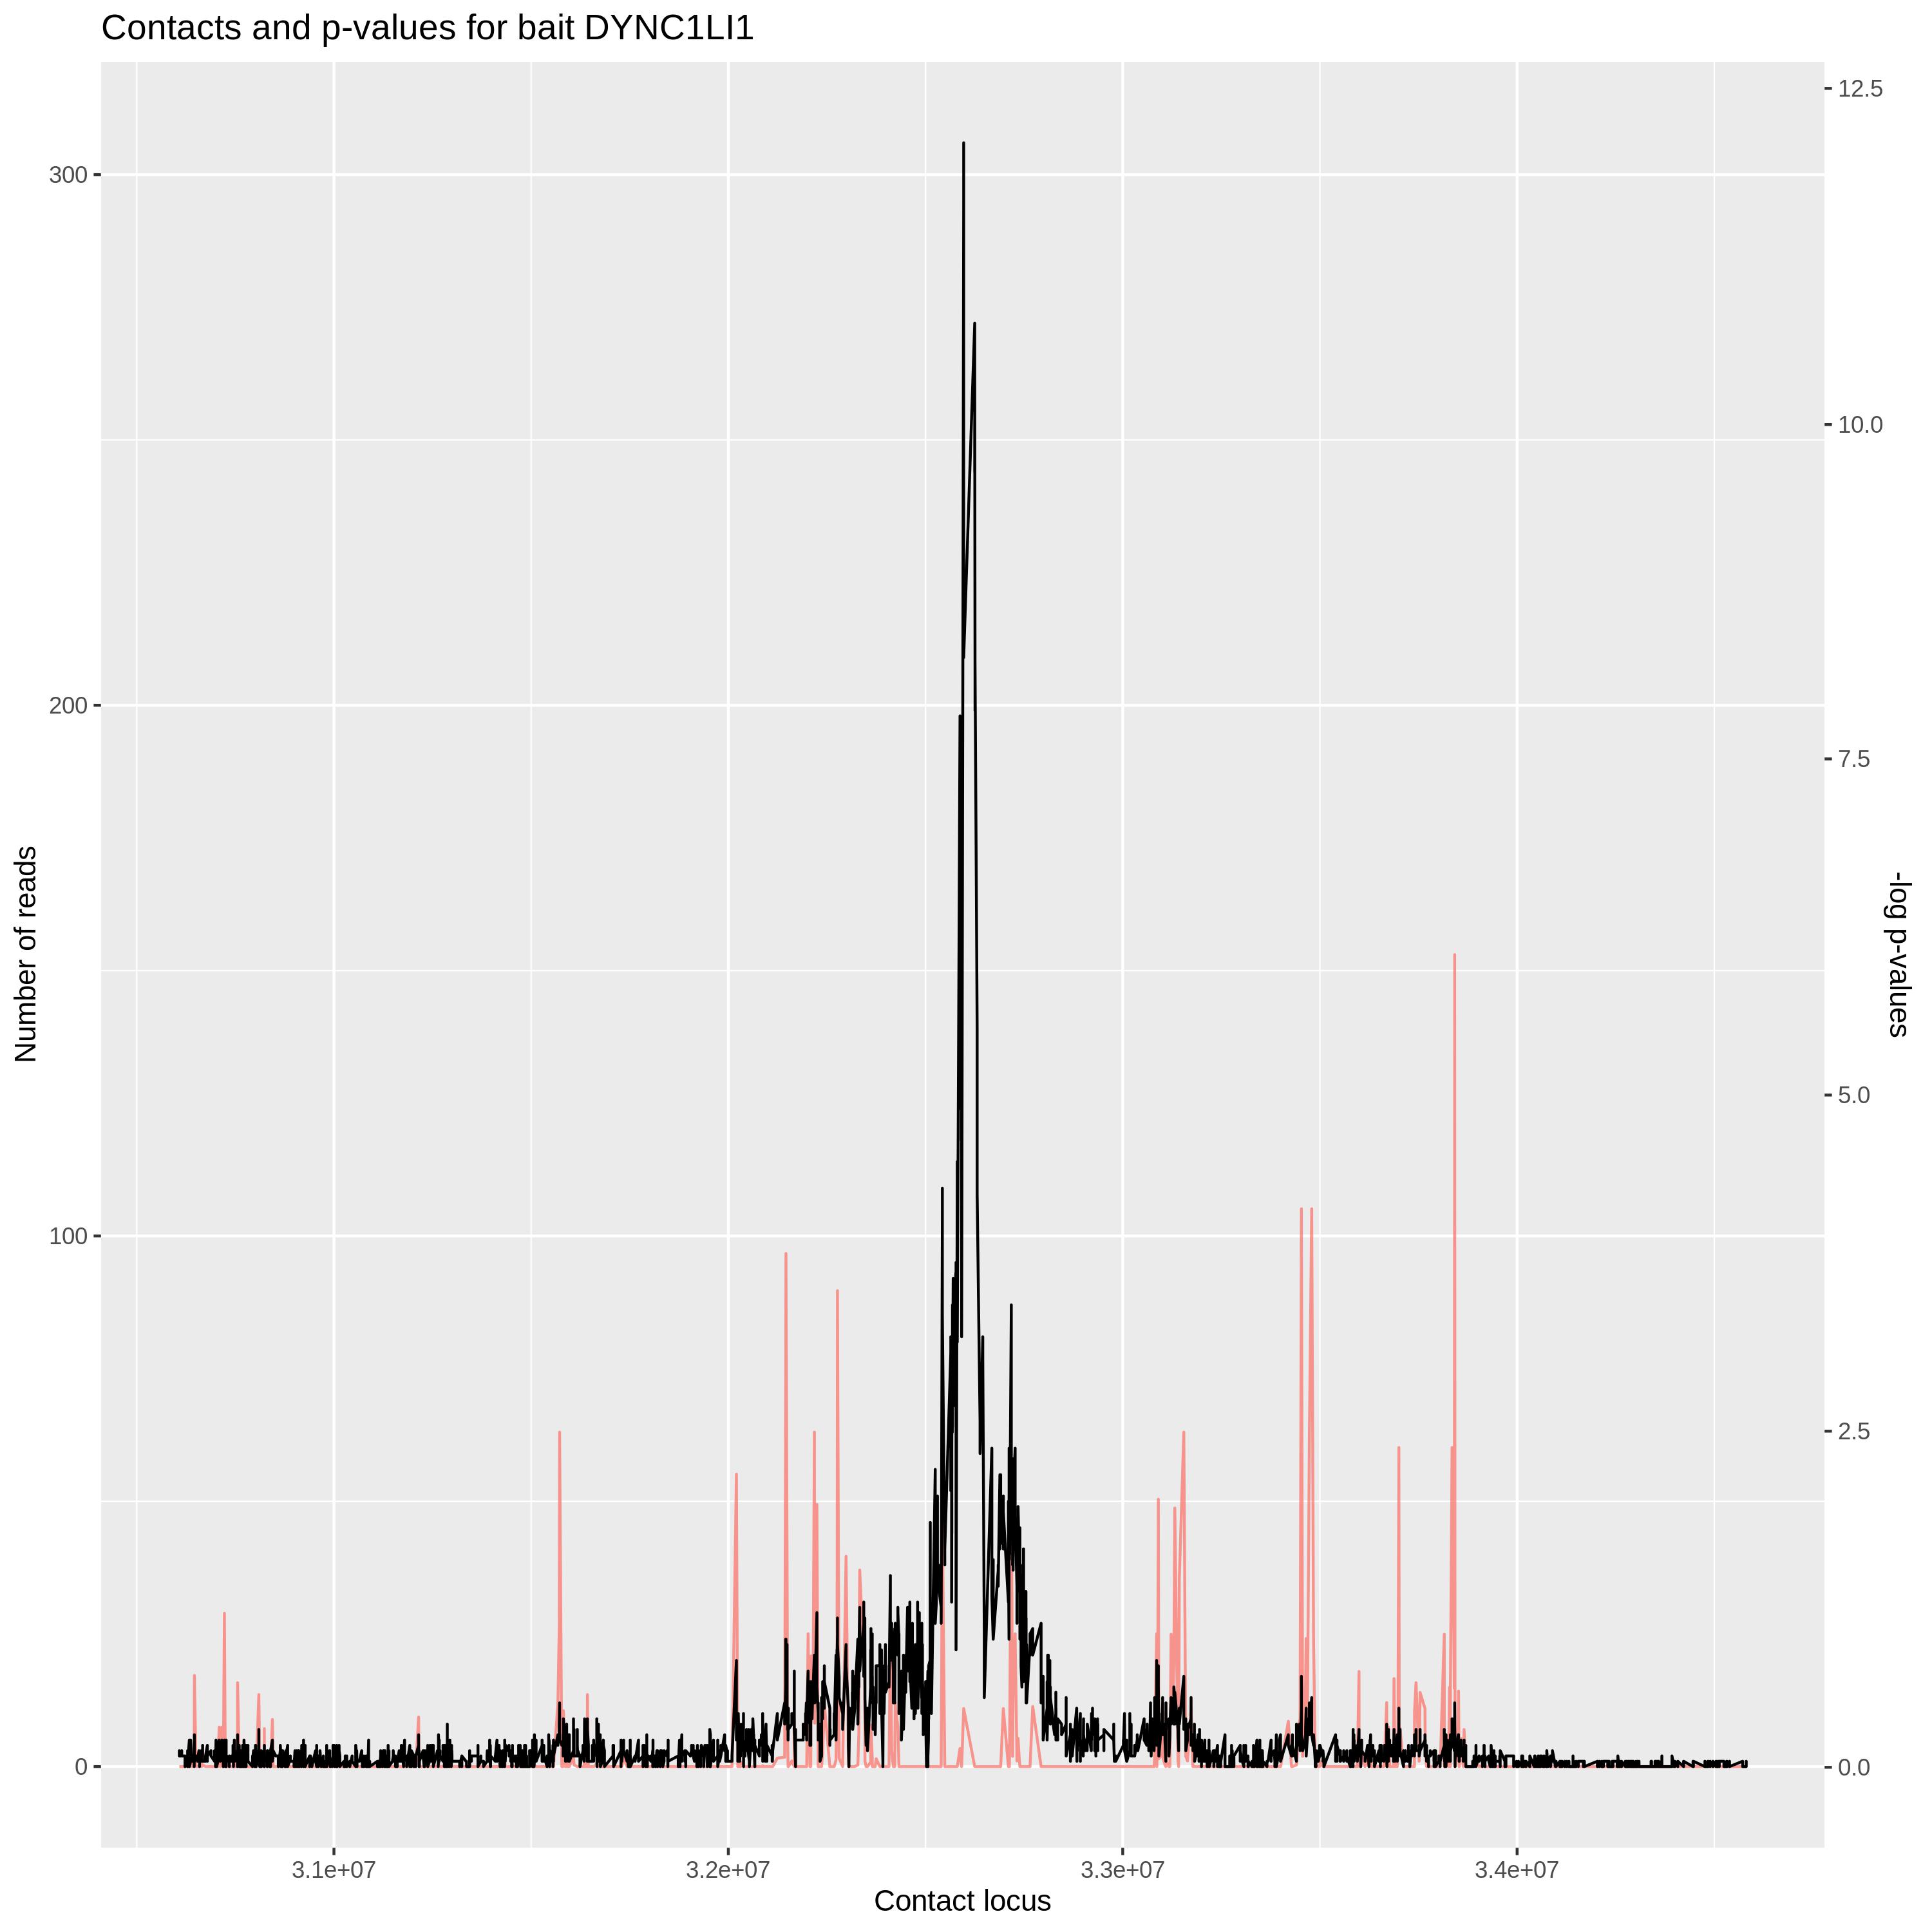 Contacts and p-values for bait DYNC1LI1
300
200
100
0
Number of reads
12.5
10.0
7.5
5.0
2.5
0.0
-log p-values
3.1e+07
3.2e+07
3.3e+07
3.4e+07
Contact locus